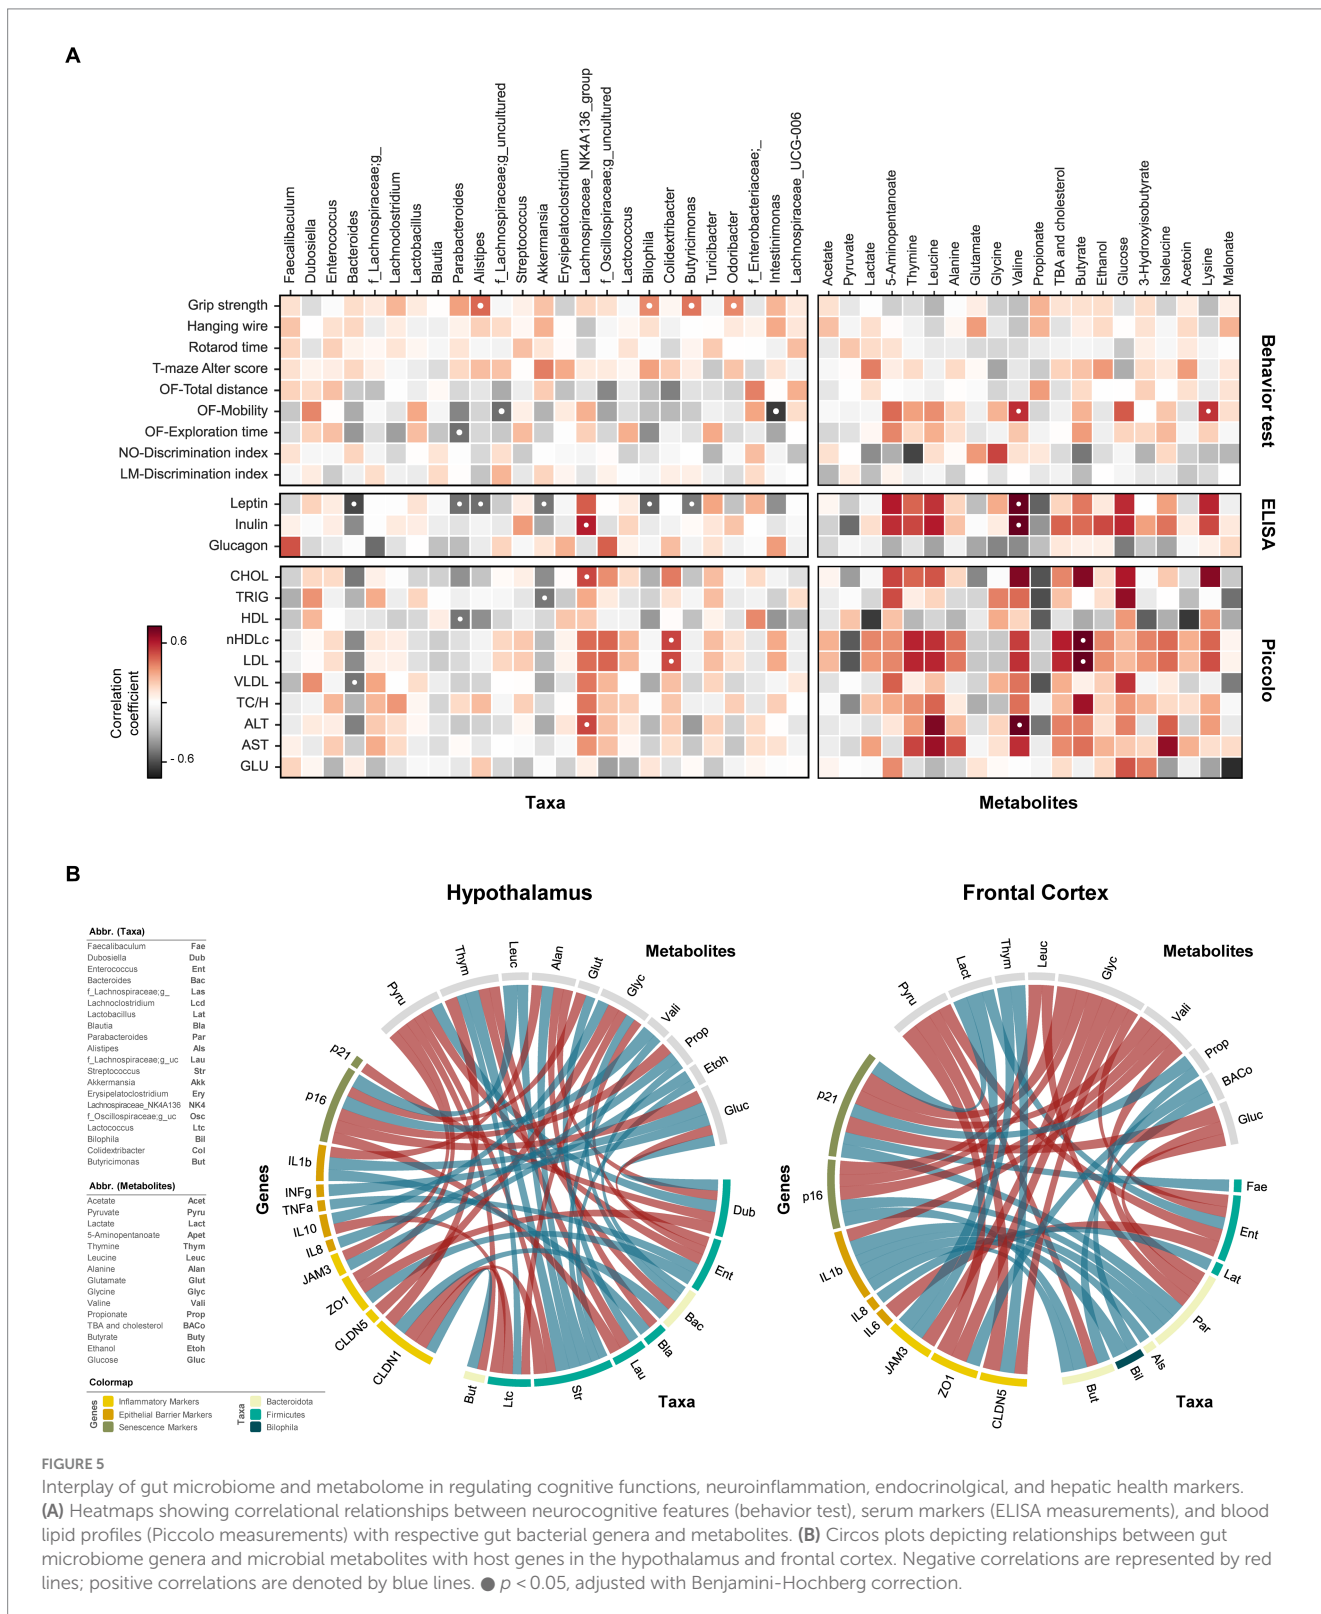 A
Faecalibaculum
Dubosiella
Enterococcus
Bacteroides
f_Lachnospiraceae;g_
Lachnoclostridium
Lactobacillus
Blautia
Parabacteroides
Alistipes
f_Lachnospiraceae;g_uncultured
Streptococcus
Akkermansia
Erysipelatoclostridium
Lachnospiraceae_NK4A136_group
f_Oscillospiraceae;g_uncultured
Lactococcus
Bilophila
Colidextribacter
Butyricimonas
Turicibacter
Odoribacter
f_Enterobacteriaceae;_
Intestinimonas
Lachnospiraceae_UCG-006
Acetate
Pyruvate
Lactate
5-Aminopentanoate
Thymine
Leucine
Alanine
Glutamate
Glycine
Valine
Propionate
TBA and cholesterol
Butyrate
Ethanol
Glucose
3-Hydroxyisobutyrate
Isoleucine
Acetoin
Lysine
Malonate
Grip strength
Hanging wire
Rotarod time
T-maze Alter score
OF-Total distance
OF-Mobility
OF-Exploration time
NO-Discrimination index
LM-Discrimination index
Behavior test
Leptin
Inulin
Glucagon
ELISA
CHOL
TRIG
HDL
nHDLc
LDL
VLDL
TC/H
ALT
AST
GLU
Piccolo
Correlation
coefficient
0.6
- 0.6
Taxa
Metabolites
B
Hypothalamus
Frontal Cortex
Abbr. (Taxa)
Faecalibaculum Fae
Dubosiella Dub
Enterococcus Ent
Bacteroides Bac
f_Lachnospiraceae;g_ Las
Lachnoclostridium Lcd
Lactobacillus Lat
Blautia Bla
Parabacteroides Par
Alistipes Als
f_Lachnospiraceae;g_uc Lau
Streptococcus Str
Akkermansia Akk
Erysipelatoclostridium Ery
Lachnospiraceae_NK4A136 NK4
f_Oscillospiraceae;g_uc Osc
Lactococcus Ltc
Bilophila Bil
Colidextribacter Col
Butyricimonas But
Abbr. (Metabolites)
Acetate Acet
Pyruvate Pyru
Lactate Lact
5-Aminopentanoate Apet
Thymine Thym
Leucine Leuc
Alanine Alan
Glutamate Glut
Glycine Glyc
Valine Vali
Propionate Prop
TBA and cholesterol BACo
Butyrate Buty
Ethanol Etoh
Glucose Gluc
Colormap
Genes
Inflammatory Markers
Epithelial Barrier Markers
Senescence Markers
Taxa
Bacteroidota
Firmicutes
Bilophila
Metabolites
Pyru
Thym
Leuc
Alan
Glut
Glyc
Vali
Prop
Etoh
Gluc
Genes
p21
p16
IL1b
INFg
TNFa
IL10
IL8
JAM3
ZO1
CLDN5
CLDN1
Dub
Ent
Bac
Bla
Lau
Str
Ltc
But
Taxa
Metabolites
Pyru
Lact
Thym
Leuc
Glyc
Vali
Prop
BACo
Gluc
Genes
p21
p16
IL1b
IL8
IL6
JAM3
ZO1
CLDN5
Fae
Ent
Lat
Par
Als
Bil
But
Taxa
FIGURE 5
Interplay of gut microbiome and metabolome in regulating cognitive functions, neuroinflammation, endocrinolgical, and hepatic health markers.
(A) Heatmaps showing correlational relationships between neurocognitive features (behavior test), serum markers (ELISA measurements), and blood
lipid profiles (Piccolo measurements) with respective gut bacterial genera and metabolites. (B) Circos plots depicting relationships between gut
microbiome genera and microbial metabolites with host genes in the hypothalamus and frontal cortex. Negative correlations are represented by red
lines; positive correlations are denoted by blue lines. ● p < 0.05, adjusted with Benjamini-Hochberg correction.